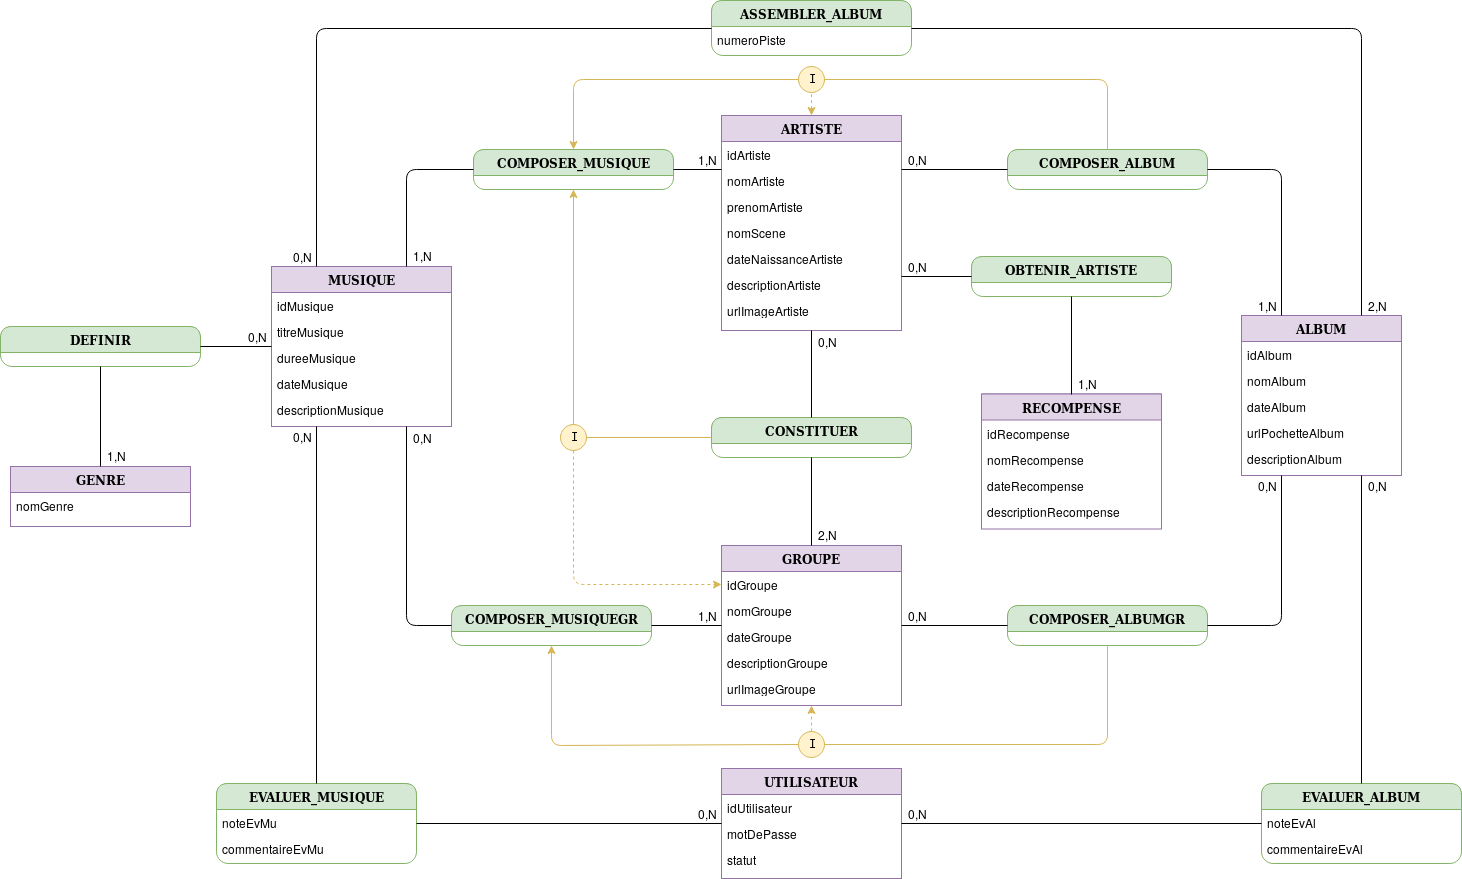 ASSEMBLER_ALBUM
numeroPiste
I
ARTISTE
idArtiste
nomArtiste
prenomArtiste
nomScene
dateNaissanceArtiste
descriptionArtiste
urlImageArtiste
COMPOSER_MUSIQUE
1,N
0,N
COMPOSER_ALBUM
0,N
OBTENIR_ARTISTE
0,N
1,N
MUSIQUE
idMusique
titreMusique
dureeMusique
dateMusique
descriptionMusique
DEFINIR
0,N
1,N
GENRE
nomGenre
1,N
2,N
ALBUM
idAlbum
nomAlbum
dateAlbum
urlPochetteAlbum
descriptionAlbum
0,N
CONSTITUER
I
1,N
RECOMPENSE
idRecompense
nomRecompense
dateRecompense
descriptionRecompense
0,N
0,N
0,N
0,N
2,N
GROUPE
idGroupe
nomGroupe
dateGroupe
descriptionGroupe
urlImageGroupe
COMPOSER_MUSIQUEGR
1,N
0,N
COMPOSER_ALBUMGR
I
UTILISATEUR
idUtilisateur
motDePasse
statut
EVALUER_MUSIQUE
noteEvMu
commentaireEvMu
0,N
0,N
EVALUER_ALBUM
noteEvAl
commentaireEvAl